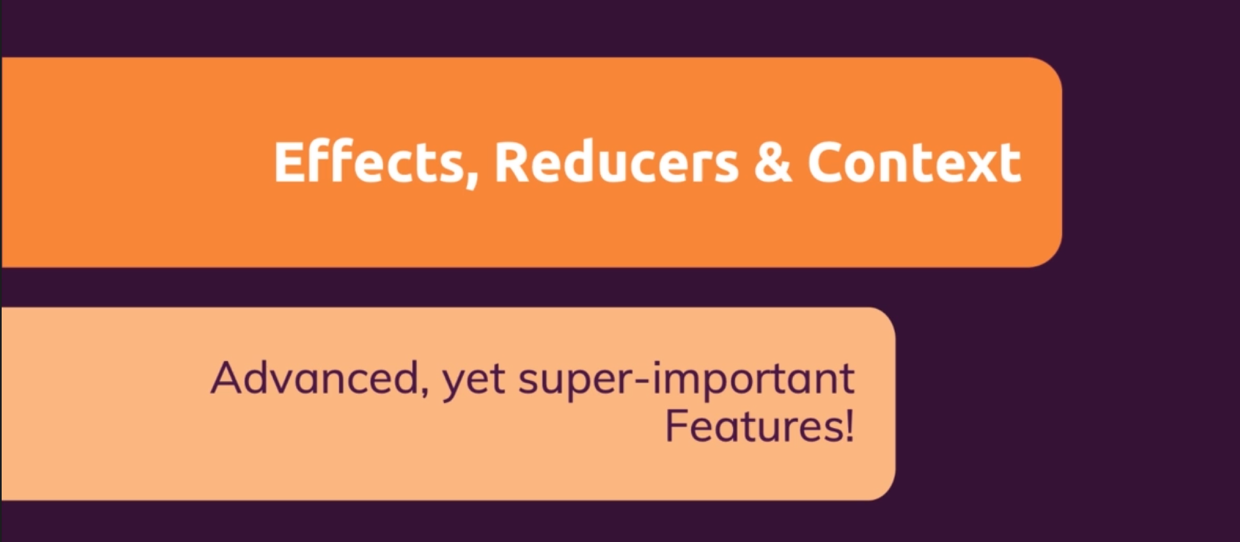 Effects, Reducers & Context
Advanced, yet super-important
Features!